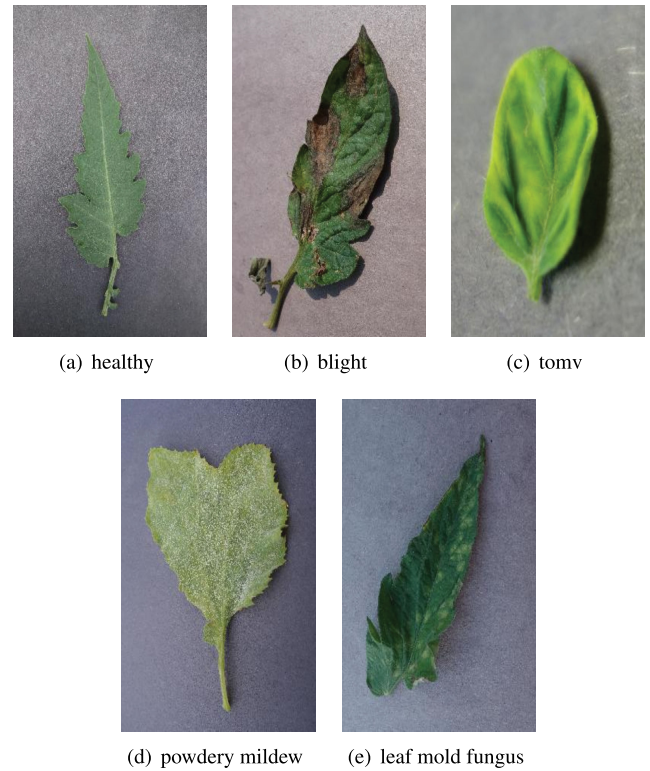 (a) healthy
(b) blight
(c) tomv
(d) powdery mildew
(e) leaf mold fungus